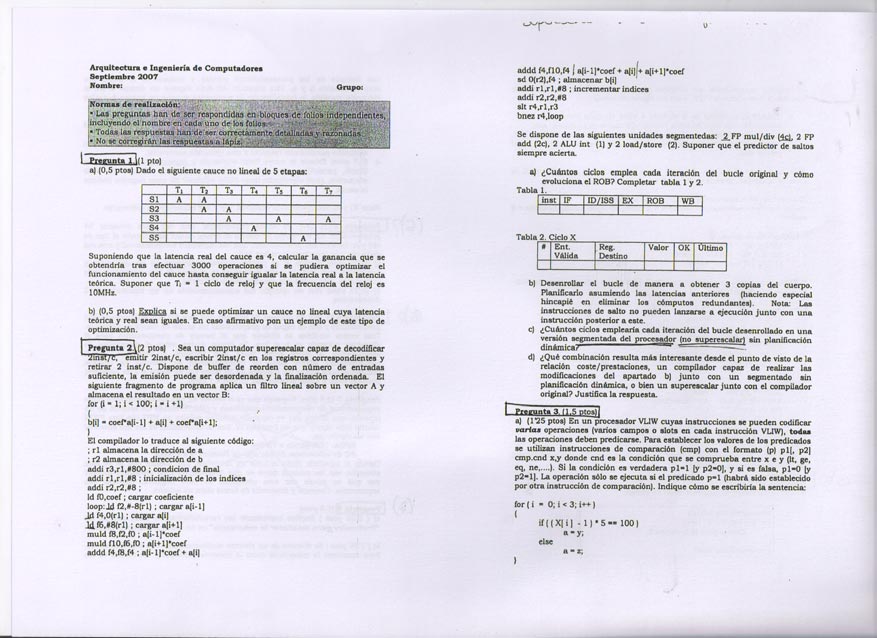 Arquitectura e Ingeniería de Computadores
Septiembre 2007
Nombre: Grupo:
Normas de realización:
• Las preguntas han de ser respondidas en bloques de folios independientes,
incluyendo el nombre en cada uno de los folios.
• Todas las respuestas han de ser correctamente detalladas y razonadas.
• No se corregirán las respuestas a lápiz.
Pregunta 1.(1 pto)
a) (0,5 ptos) Dado el siguiente cauce no lineal de 5 etapas:
T1 T2 T3 T4 T5 T6 T7
S1 A A
S2 A A
S3 A A A
S4 A
S5 A
Suponiendo que la latencia real del cauce es 4, calcular la ganancia que se
obtendría tras efectuar 3000 operaciones si se pudiera optimizar el
funcionamiento del cauce hasta conseguir igualar la latencia real a la latencia
teórica. Suponer que Ti = 1 ciclo de reloj y que la frecuencia del reloj es
10MHz.
b) (0,5 ptos) Explica si se puede optimizar un cauce no lineal cuya latencia
teórica y real sean iguales. En caso afirmativo pon un ejemplo de este tipo de
optimización.
Pregunta 2.(2 ptos) . Sea un computador superescalar capaz de decodificar
2inst/c, emitir 2inst/c, escribir 2inst/c en los registros correspondientes y
retirar 2 inst/c. Dispone de buffer de reorden con número de entradas
suficiente, la emisión puede ser desordenada y la finalización ordenada. El
siguiente fragmento de programa aplica un filtro lineal sobre un vector A y
almacena el resultado en un vector B:
for (i = 1; i < 100; i = i +1)
{
b[i] = coef*a[i-1] + a[i] + coef*a[i+1];
}
El compilador lo traduce al siguiente código:
; r1 almacena la dirección de a
; r2 almacena la dirección de b
addi r3,r1,#800 ; condicion de final
addi r1,r1,#8 ; inicialización de los indices
addi r2,r2,#8 ;
ld f0,coef ; cargar coeficiente
loop: ld f2,#-8(r1) ; cargar a[i-1]
ld f4,0(r1) ; cargar a[i]
ld f6,#8(r1) ; cargar a[i+1]
muld f8,f2,f0 ; a[i-1]*coef
muld f10,f6,f0 ; a[i+1]*coef
addd f4,f8,f4 ; a[i-1]*coef + a[i]
addd f4,f10,f4 ; a[i-1]*coef + a[i] + a[i+1]*coef
sd 0(r2),f4 ; almacenar b[i]
addi r1,r1,#8 ; incrementar indices
addi r2,r2,#8
slt r4,r1,r3
bnez r4,loop
Se dispone de las siguientes unidades segmentedas: 2 FP mul/div (4c), 2 FP
add (2c), 2 ALU int (1) y 2 load/store (2). Suponer que el predictor de saltos
siempre acierta.
a) ¿Cuántos ciclos emplea cada iteración del bucle original y cómo
evoluciona el ROB? Completar tabla 1 y 2.
Tabla 1.
inst IF ID/ISS EX ROB WB
Tabla 2. Ciclo X
# Ent. Válida Reg. Destino Valor OK Último
b) Desenrollar el bucle de manera a obtener 3 copias del cuerpo.
Planificarlo asumiendo las latencias anteriores (haciendo especial
hincapié en eliminar los cómputos redundantes). Nota: Las
instrucciones de salto no pueden lanzarse a ejecución junto con una
instrucción posterior a este.
c) ¿Cuántos ciclos emplearía cada iteración del bucle desenrollado en una
versión segmentada del procesador (no superescalar) sin planificación
dinámica?
d) ¿Qué combinación resulta más interesante desde el punto de visto de la
relación coste/prestaciones, un compilador capaz de realizar las
modificaciones del apartado b) junto con un segmentado sin
planificación dinámica, o bien un superescalar junto con el compilador
original? Justifica la respuesta.
Pregunta 3. (1,5 ptos)
a) (1'25 ptos) En un procesador VLIW cuyas instrucciones se pueden codificar
varias operaciones (varios campos o slots en cada instrucción VLIW), todas
las operaciones deben predicarse. Para establecer los valores de los predicados
se utilizan instrucciones de comparación (cmp) con el formato (p) p1[, p2]
cmp.cnd x,y donde cnd es la condición que se comprueba entre x e y (lt, ge,
eq, ne,....). Si la condición es verdadera p1=1 [y p2=0], y si es falsa, p1=0 [y
p2=1]. La operación sólo se ejecuta si el predicado p=1 (habrá sido establecido
por otra instrucción de comparación). Indique cómo se escribiría la sentencia:
for ( i = 0; i < 3; i++ )
{
if ( ( X[ i ] - 1 ) * 5 == 100 )
a = y;
else
a = z;
}